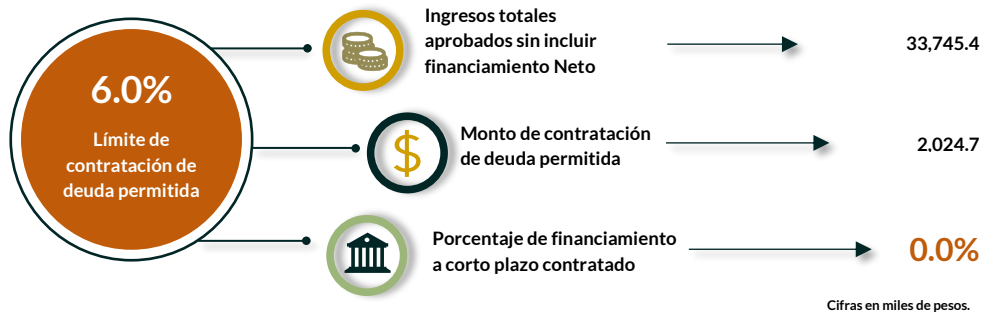 6.0%
Límite de
contratación de
deuda permitida
Ingresos totales
aprobados sin incluir
financiamiento Neto
33,745.4
$
Monto de contratación
de deuda permitida
2,024.7
Porcentaje de financiamiento
a corto plazo contratado
0.0%
Cifras en miles de pesos.